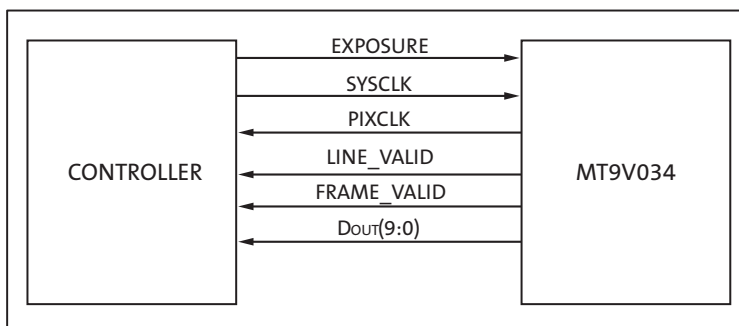 EXPOSURE
SYSCLK
PIXCLK
LINE_VALID
CONTROLLER
MT9V034
FRAME_VALID
DOUT(9:0)